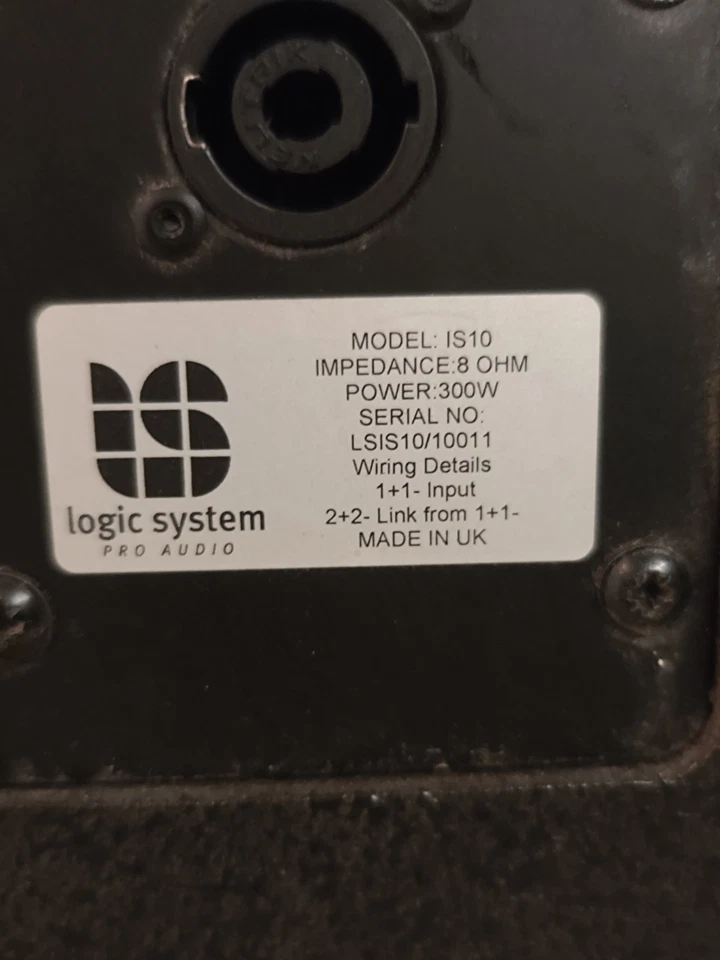 NEUTRIK
MODEL: IS10
IMPEDANCE:8 OHM
POWER:300W
SERIAL NO:
LSIS10/10011
Wiring Details
1+1- Input
2+2- Link from 1+1-
MADE IN UK
logic system
PRO AUDIO